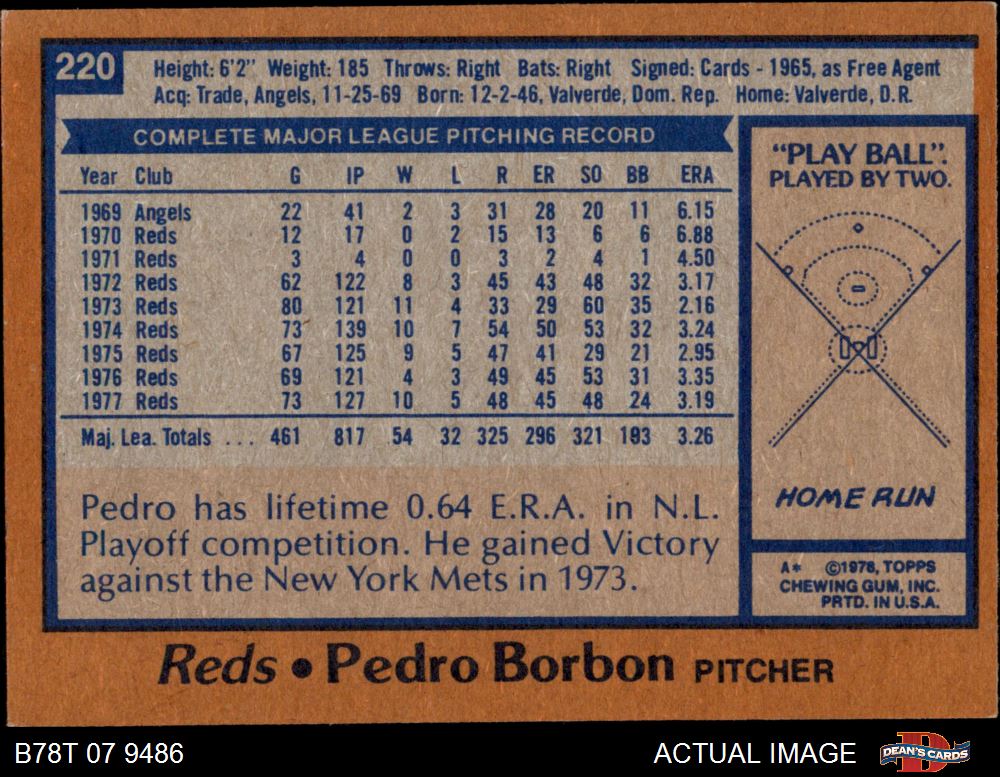 220
Height: 6'2" Weight: 185 Throws: Right Bats: Right Signed: Cards - 1965, as Free Agent
Acq: Trade, Angels, 11-25-69 Born: 12-2-46, Valverde, Dom. Rep. Home: Valverde, D.R.
COMPLETE MAJOR LEAGUE PITCHING RECORD
Year Club G IP W L R ER SO BB ERA
1969 Angels 22 41 2 3 31 28 20 11 6.15
1970 Reds 12 17 0 2 15 13 6 6 6.88
1971 Reds 3 4 0 0 3 2 4 1 4.50
1972 Reds 62 122 8 3 45 43 48 32 3.17
1973 Reds 80 121 11 4 33 29 60 35 2.16
1974 Reds 73 139 10 7 54 50 53 32 3.24
1975 Reds 67 125 9 5 47 41 29 21 2.95
1976 Reds 69 121 4 3 49 45 53 31 3.35
1977 Reds 73 127 10 5 48 45 48 24 3.19
Maj. Lea. Totals ... 461 817 54 32 325 296 321 193 3.26
Pedro has lifetime 0.64 E.R.A. in N.L.
Playoff competition. He gained Victory
against the New York Mets in 1973.
"PLAY BALL".
PLAYED BY TWO.
HOME RUN
A* ©1978, TOPPS
CHEWING GUM, INC.
PRTD. IN U.S.A.
Reds • Pedro Borbon PITCHER
B78T 07 9486 ACTUAL IMAGE DEAN'S CARDS